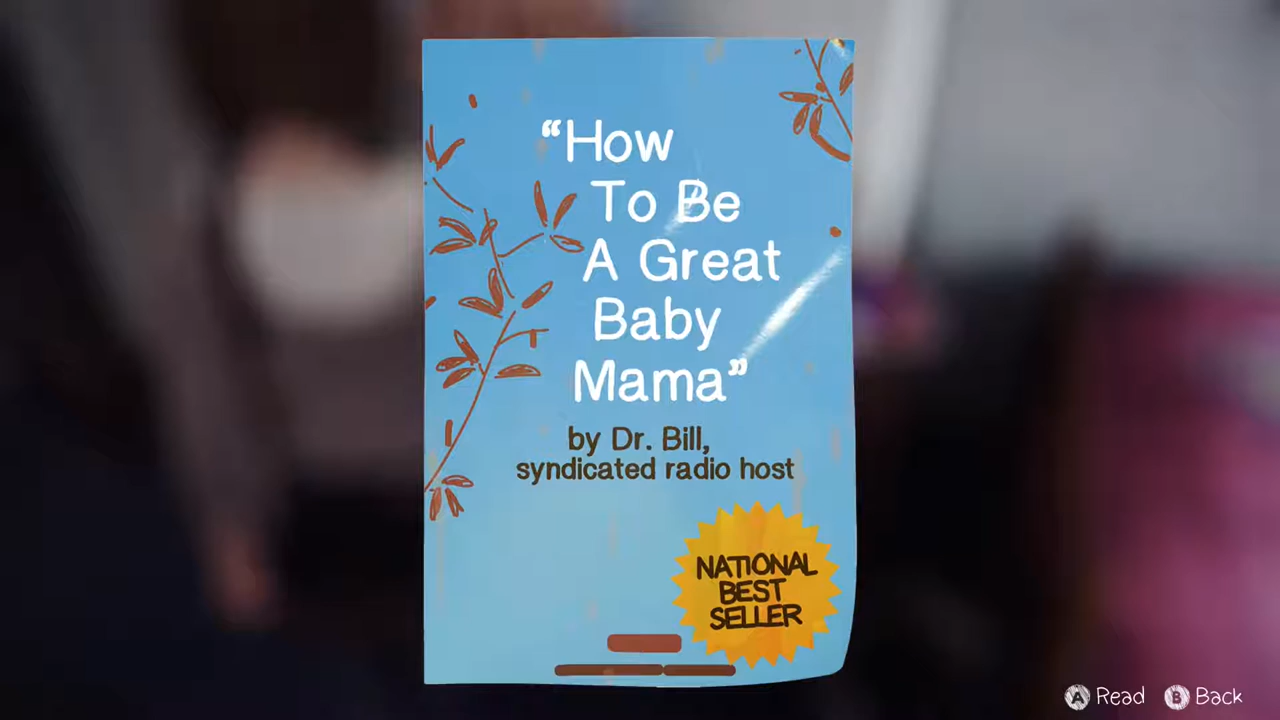 “How
To Be
A Great
Baby
Mama”
by Dr. Bill,
syndicated radio host
NATIONAL
BEST
SELLER
A Read B Back